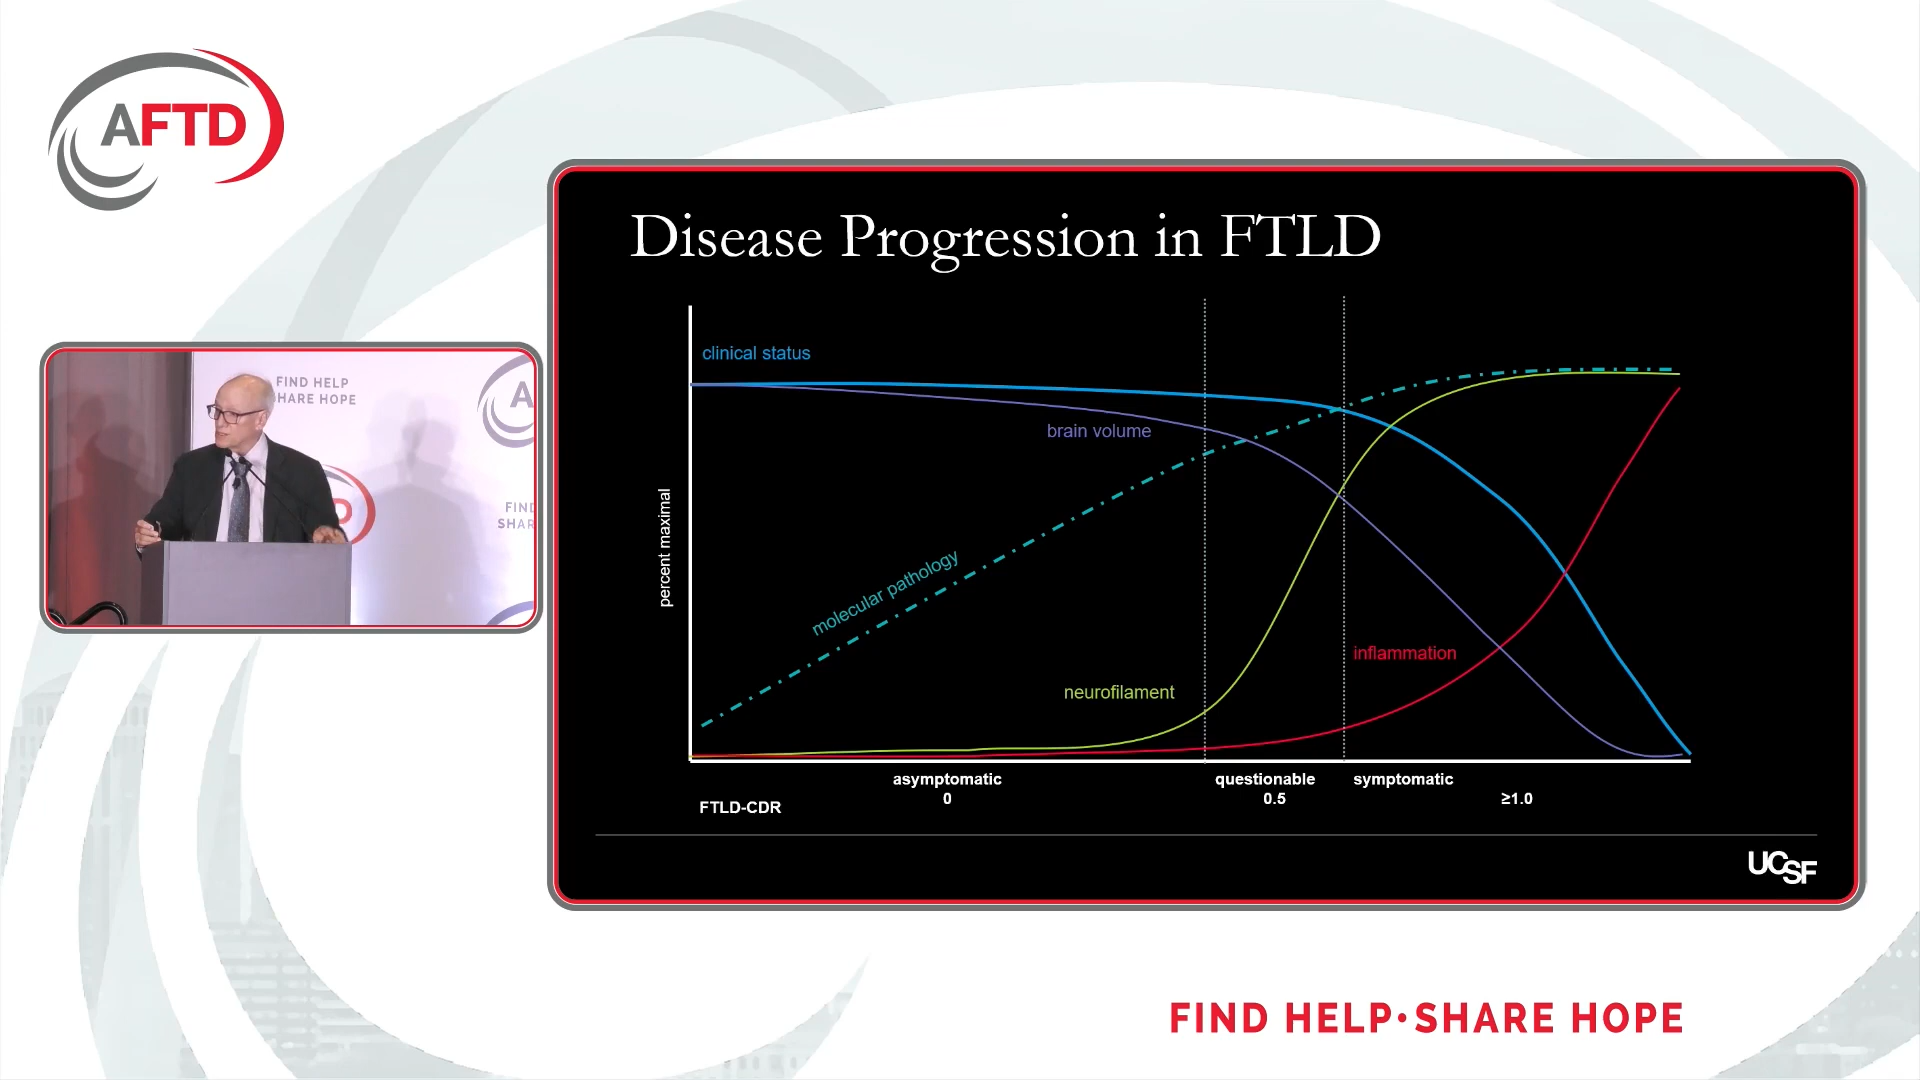 AFTD
FIND HELP
SHARE HOPE
A
FIND
SHAR
D
Disease Progression in FTLD
clinical status
brain volume
percent maximal
molecular pathology
neurofilament
inflammation
asymptomatic
0
questionable
0.5
symptomatic
≥1.0
FTLD-CDR
UCSF
FIND HELP•SHARE HOPE